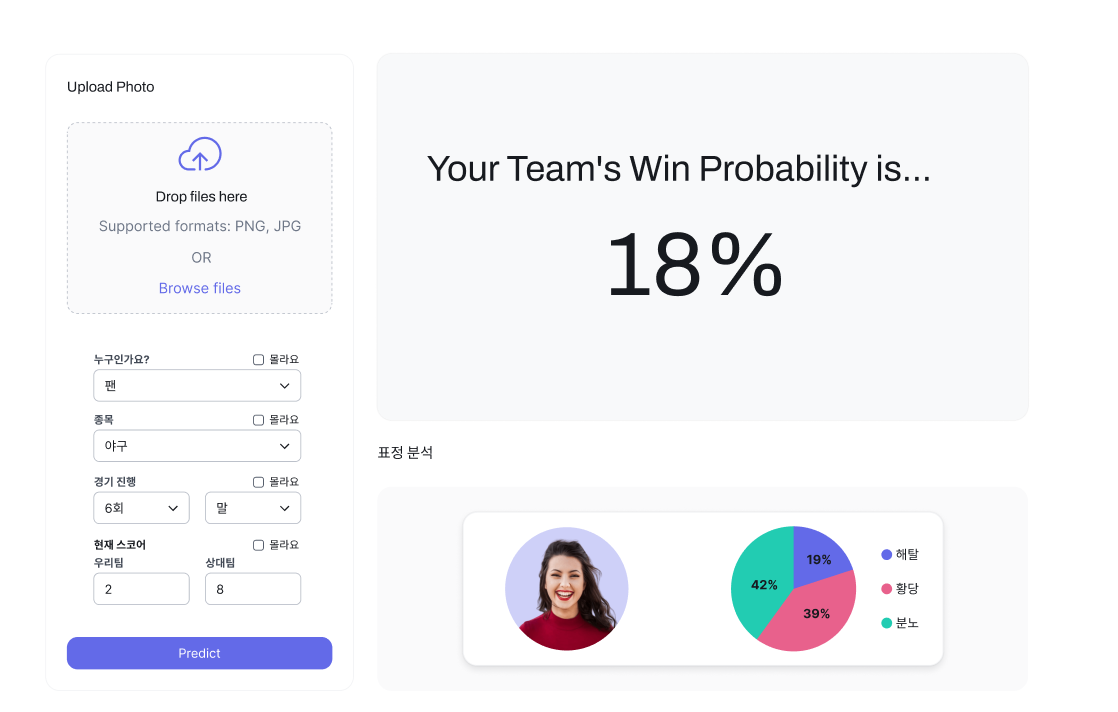 Upload Photo
Drop files here
Supported formats: PNG, JPG
OR
Browse files
누구인가요? 몰라요
팬
종목 몰라요
야구
경기 진행 몰라요
6회 말
현재 스코어 몰라요
우리팀 상대팀
2 8
Predict
Your Team's Win Probability is...
18%
표정 분석
19%
42%
39%
해탈
황당
분노